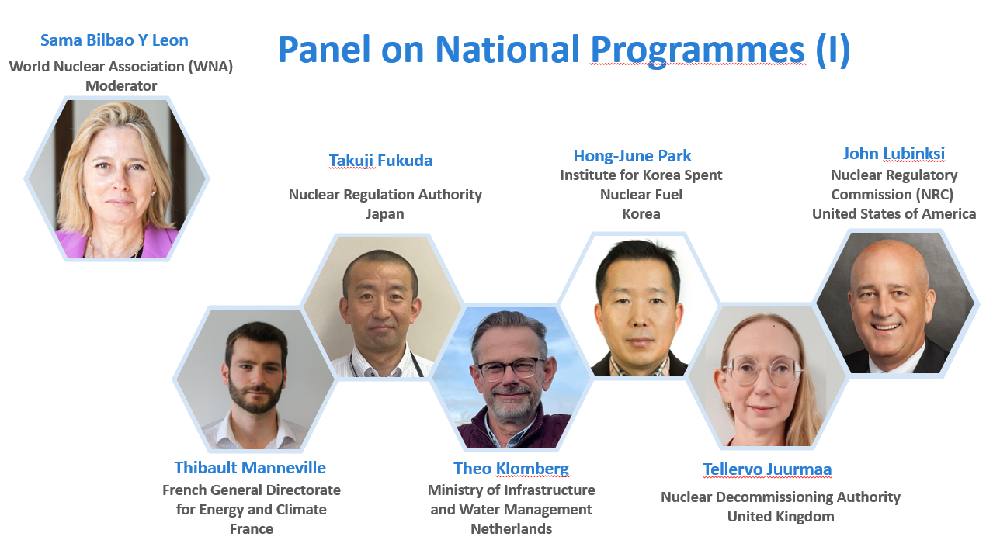 Sama Bilbao Y Leon
World Nuclear Association (WNA)
Moderator
Panel on National Programmes (I)
Takuji Fukuda
Nuclear Regulation Authority
Japan
Hong-June Park
Institute for Korea Spent
Nuclear Fuel
Korea
John Lubinksi
Nuclear Regulatory
Commission (NRC)
United States of America
Thibault Manneville
French General Directorate
for Energy and Climate
France
Theo Klomberg
Ministry of Infrastructure
and Water Management
Netherlands
Tellervo Juurmaa
Nuclear Decommissioning Authority
United Kingdom